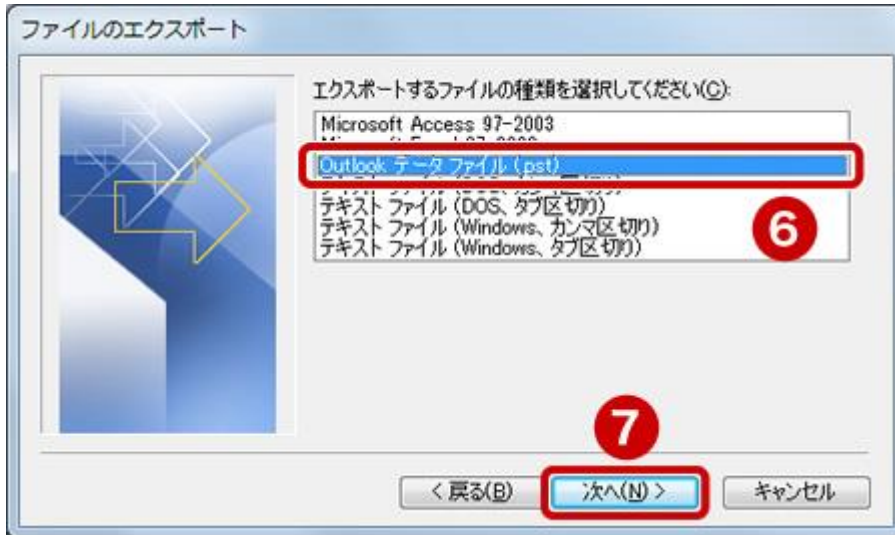 ファイルのエクスポート
エクスポートするファイルの種類を選択してください(C):
Microsoft Access 97-2003
Outlook データ ファイル (pst)
テキスト ファイル (DOS、タブ区切り)
テキスト ファイル (Windows、カンマ区切り)
テキスト ファイル (Windows、タブ区切り)
6
7
< 戻る(B)
次へ(N) >
キャンセル